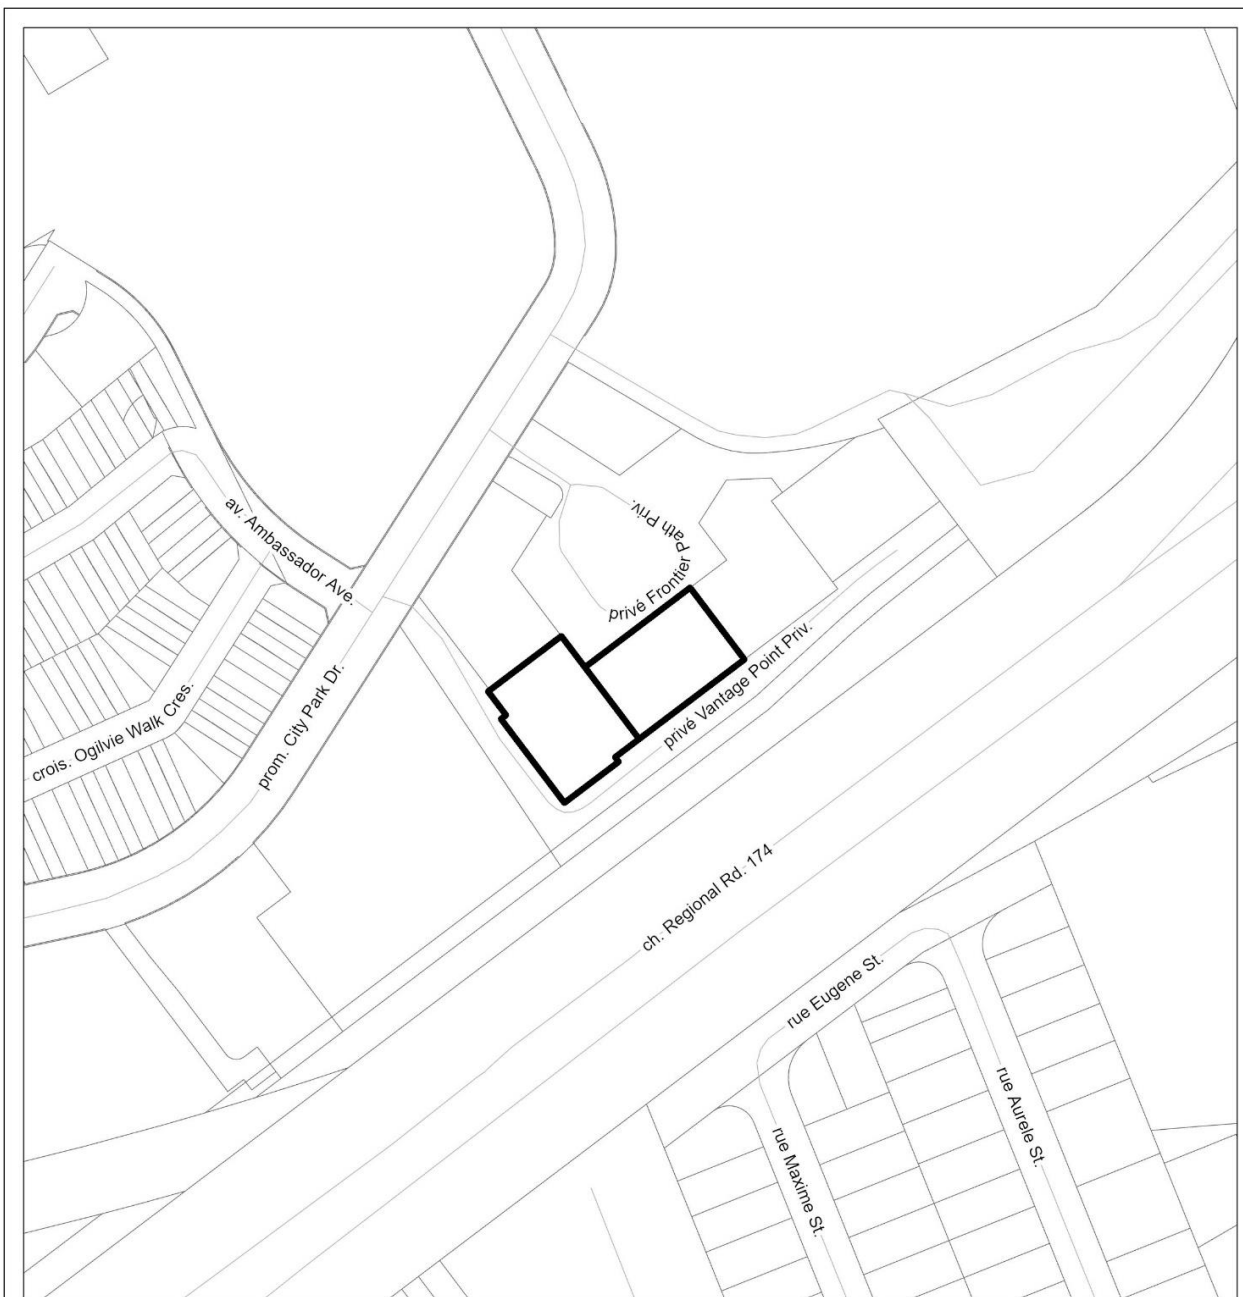 privé Frontier Path Priv.
av. Ambassador Ave.
privé Vantage Point Priv.
prom. City Park Dr.
crois. Ogilvie Walk Cres.
ch. Regional Rd. 174
rue Eugene St.
rue Aurele St.
rue Maxime St.